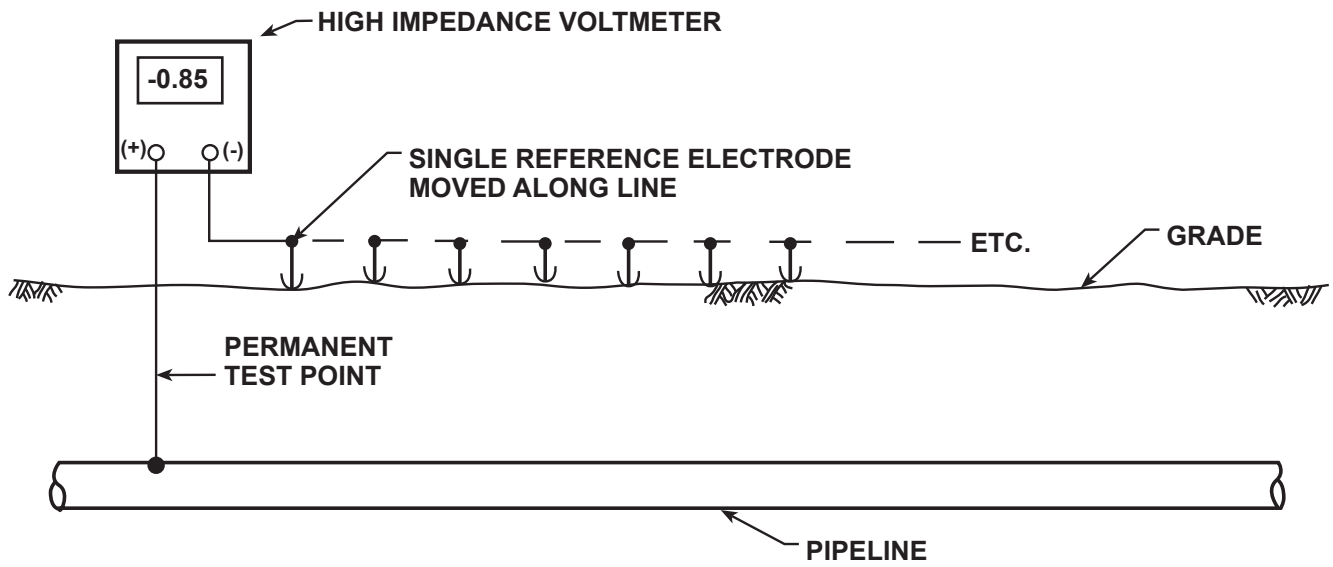 HIGH IMPEDANCE VOLTMETER
-0.85
(+) (-)
SINGLE REFERENCE ELECTRODE
MOVED ALONG LINE
ETC.
GRADE
PERMANENT
TEST POINT
PIPELINE